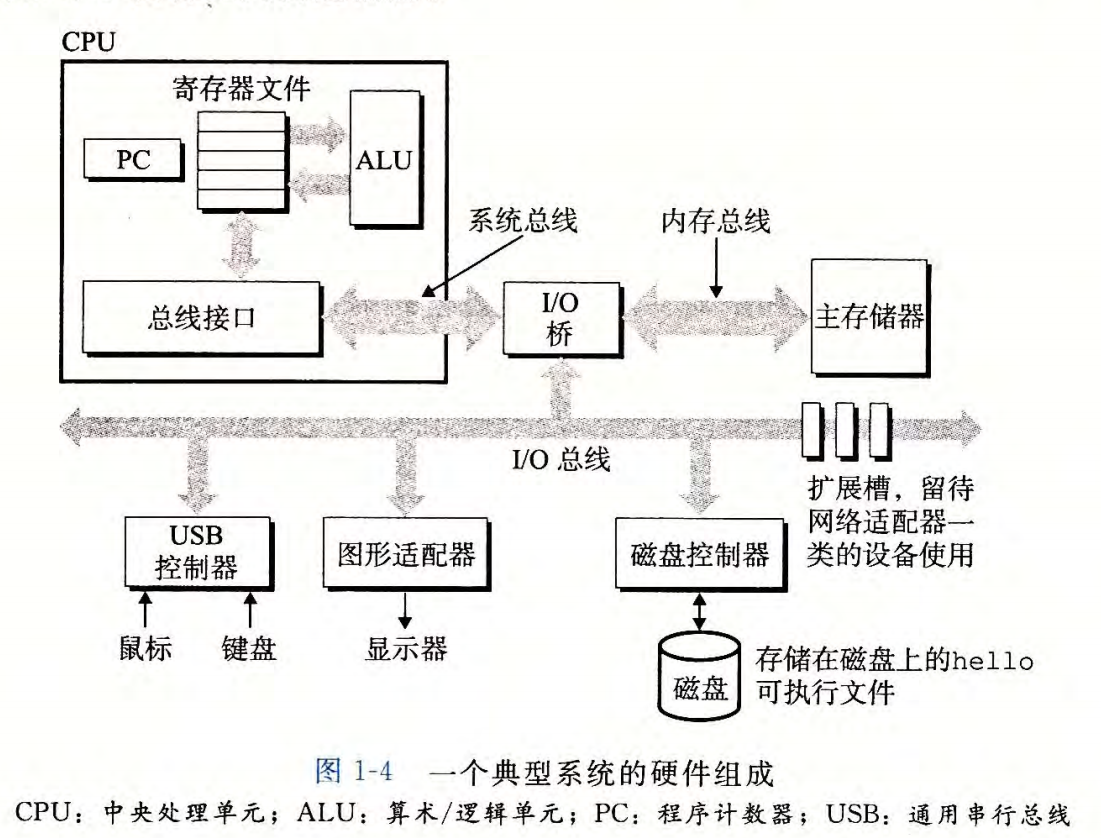 CPU
寄存器文件
PC
ALU
系统总线
内存总线
总线接口
I/O
桥
主存储器
I/O 总线
扩展槽，留待
网络适配器一
类的设备使用
USB
控制器
图形适配器
磁盘控制器
鼠标
键盘
显示器
磁盘
存储在磁盘上的hello
可执行文件
图 1-4 一个典型系统的硬件组成
CPU：中央处理单元；ALU：算术/逻辑单元；PC：程序计数器；USB：通用串行总线